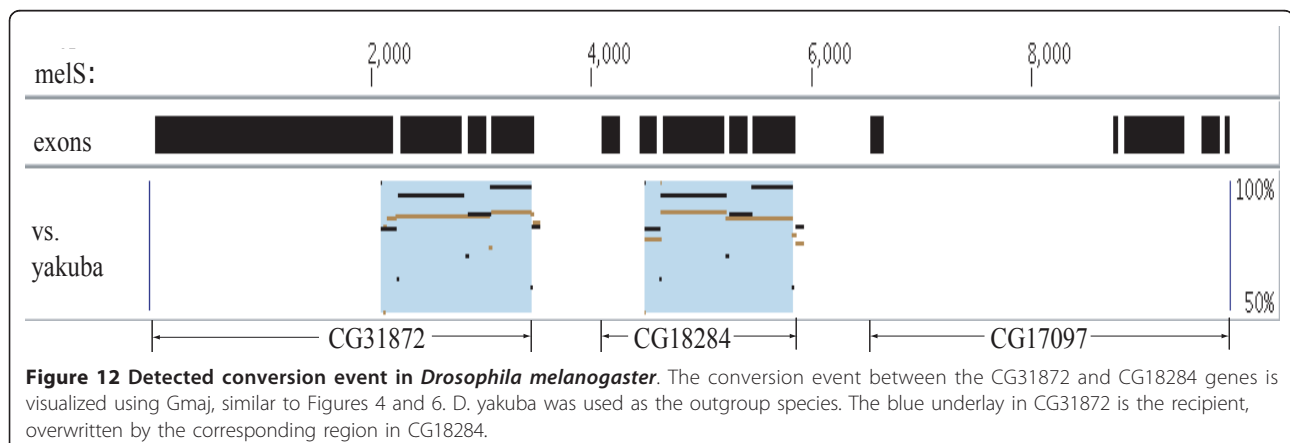 2,000 4,000 6,000 8,000
melS:
exons
100%
vs.
yakuba
50%
CG31872 CG18284 CG17097
Figure 12 Detected conversion event in Drosophila melanogaster. The conversion event between the CG31872 and CG18284 genes is
visualized using Gmaj, similar to Figures 4 and 6. D. yakuba was used as the outgroup species. The blue underlay in CG31872 is the recipient,
overwritten by the corresponding region in CG18284.